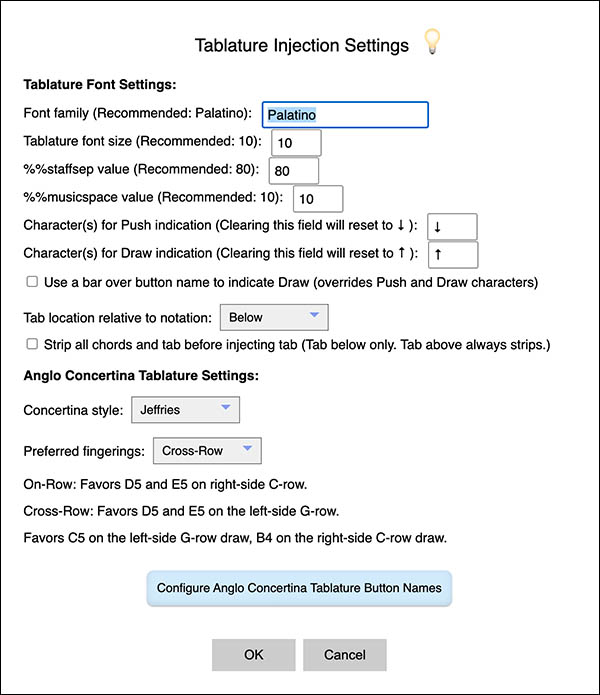 Tablature Injection Settings
Tablature Font Settings:
Font family (Recommended: Palatino): Palatino
Tablature font size (Recommended: 10): 10
%%staffsep value (Recommended: 80): 80
%%musicspace value (Recommended: 10): 10
Character(s) for Push indication (Clearing this field will reset to ↓ ): ↓
Character(s) for Draw indication (Clearing this field will reset to ↑ ): ↑
Use a bar over button name to indicate Draw (overrides Push and Draw characters)
Tab location relative to notation: Below
Strip all chords and tab before injecting tab (Tab below only. Tab above always strips.)
Anglo Concertina Tablature Settings:
Concertina style: Jeffries
Preferred fingerings: Cross-Row
On-Row: Favors D5 and E5 on right-side C-row.
Cross-Row: Favors D5 and E5 on the left-side G-row.
Favors C5 on the left-side G-row draw, B4 on the right-side C-row draw.
Configure Anglo Concertina Tablature Button Names
OK Cancel